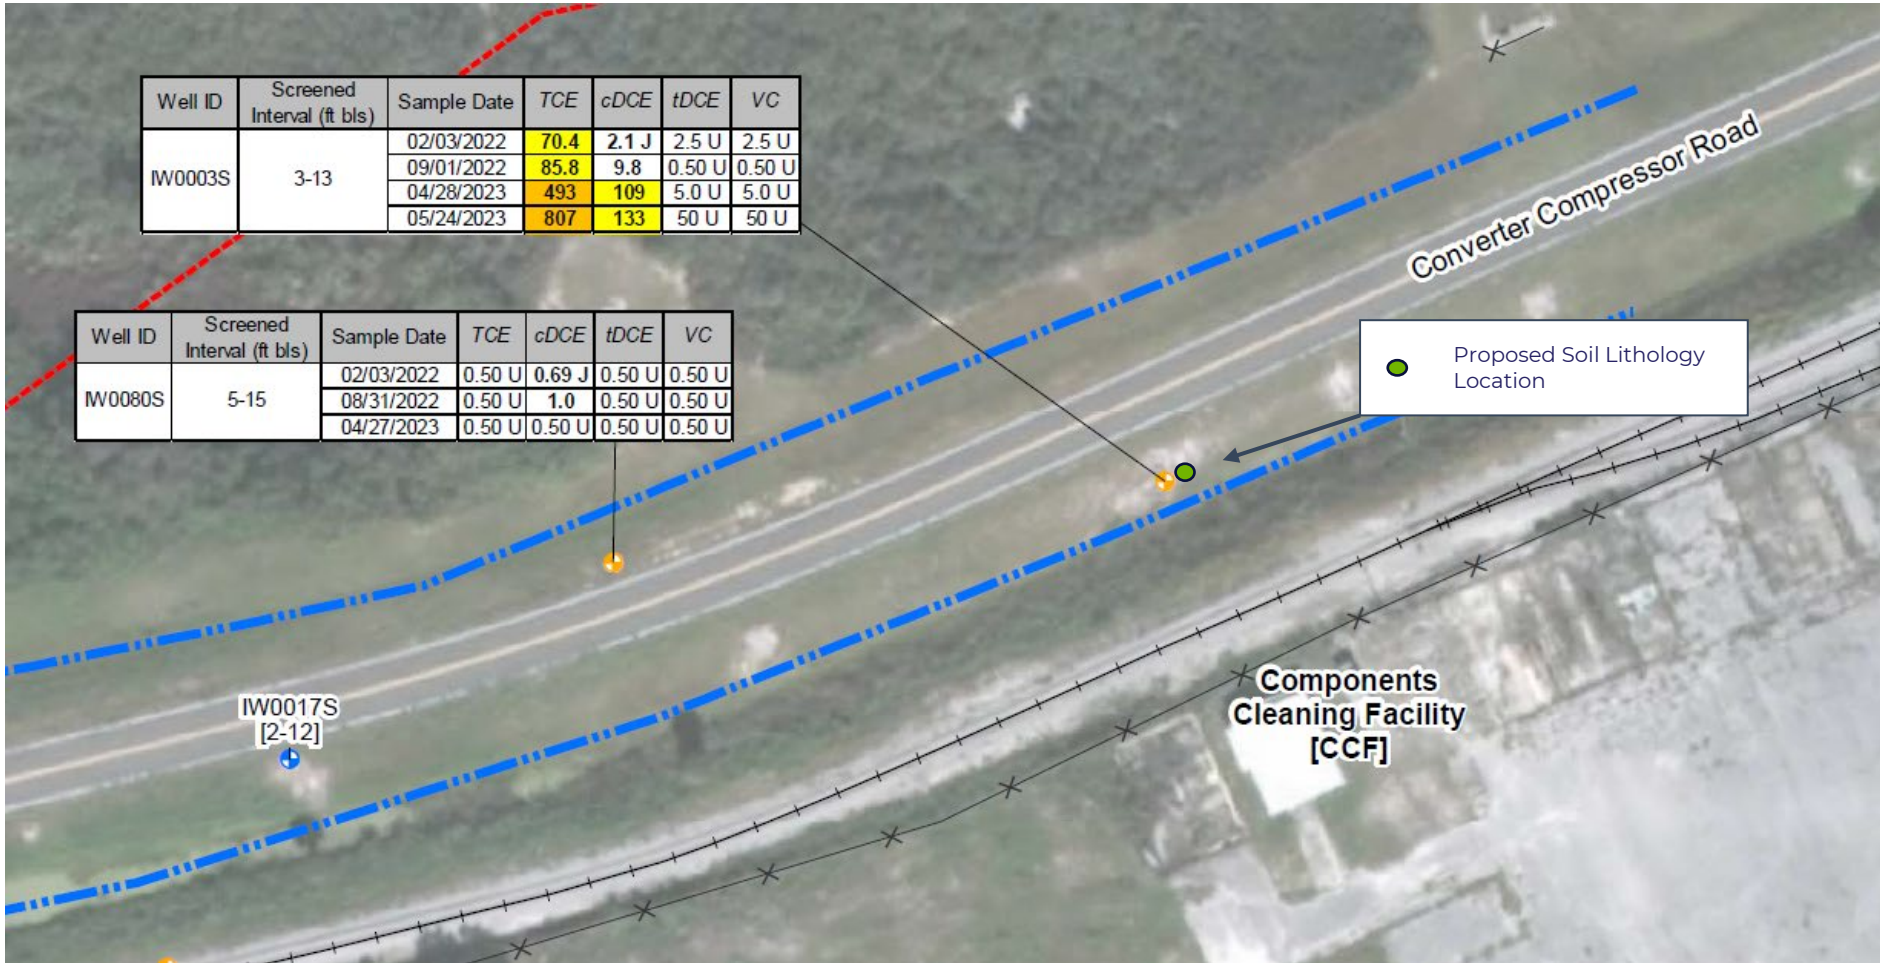 Well ID Screened Interval (ft bls) Sample Date TCE cDCE tDCE VC
IW0003S 3-13 02/03/2022 70.4 2.1 J 2.5 U 2.5 U
09/01/2022 85.8 9.8 0.50 U 0.50 U
04/28/2023 493 109 5.0 U 5.0 U
05/24/2023 807 133 50 U 50 U
Converter Compressor Road
Well ID Screened Interval (ft bls) Sample Date TCE cDCE tDCE VC
IW0080S 5-15 02/03/2022 0.50 U 0.69 J 0.50 U 0.50 U
08/31/2022 0.50 U 1.0 0.50 U 0.50 U
04/27/2023 0.50 U 0.50 U 0.50 U 0.50 U
Proposed Soil Lithology
Location
IW0017S
[2-12]
Components
Cleaning Facility
[CCF]